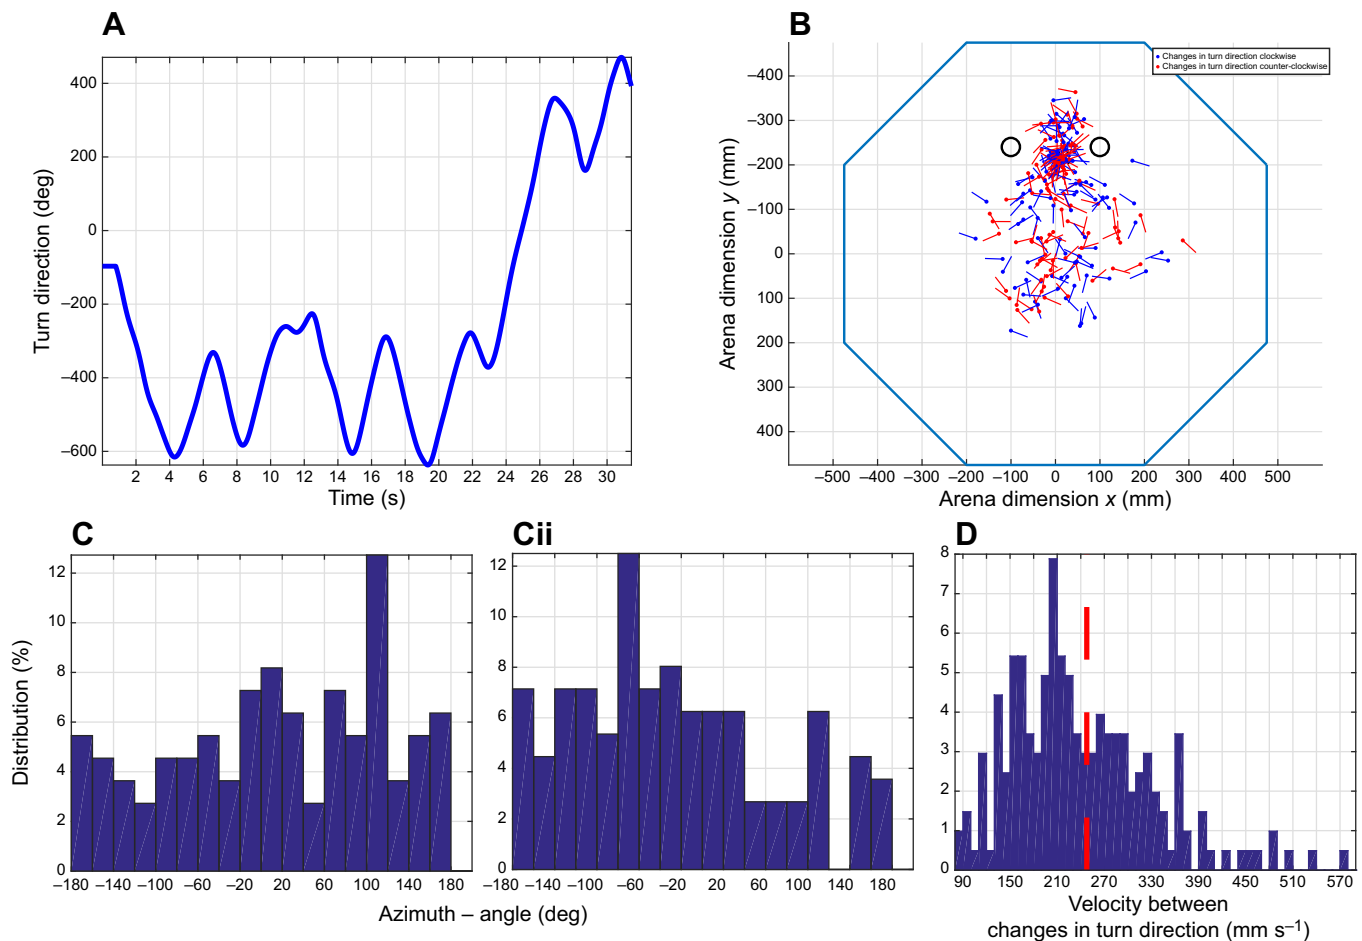 A
Turn direction (deg)
400
200
0
–200
–400
–600
2 4 6 8 10 12 14 16 18 20 22 24 26 28 30
Time (s)
B
Changes in turn direction clockwise
Changes in turn direction counter-clockwise
Arena dimension y (mm)
–400
–300
–200
–100
0
100
200
300
400
–500 –400 –300 –200 –100 0 100 200 300 400 500
Arena dimension x (mm)
C
Distribution (%)
12
10
8
6
4
2
0
–180 –140 –100 –60 –20 20 60 100 140 180
Cii
12
10
8
6
4
2
0
–180 –140 –100 –60 –20 20 60 100 140 180
Azimuth – angle (deg)
D
8
7
6
5
4
3
2
1
0
90 150 210 270 330 390 450 510 570
Velocity between
changes in turn direction (mm s–1)